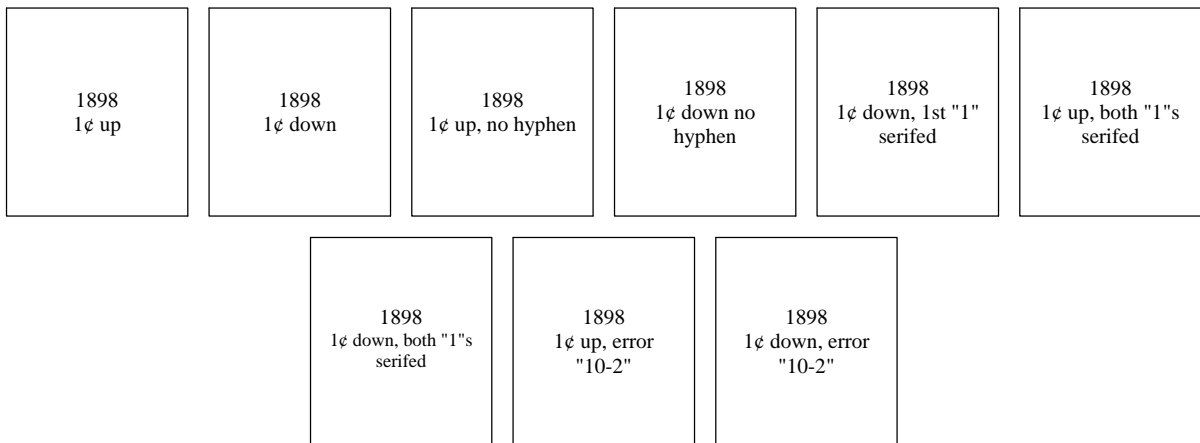 1898
1¢ up
1898
1¢ down
1898
1¢ up, no hyphen
1898
1¢ down no
hyphen
1898
1¢ down, 1st "1"
serifed
1898
1¢ up, both "1"s
serifed
1898
1¢ down, both "1"s
serifed
1898
1¢ up, error
"10-2"
1898
1¢ down, error
"10-2"